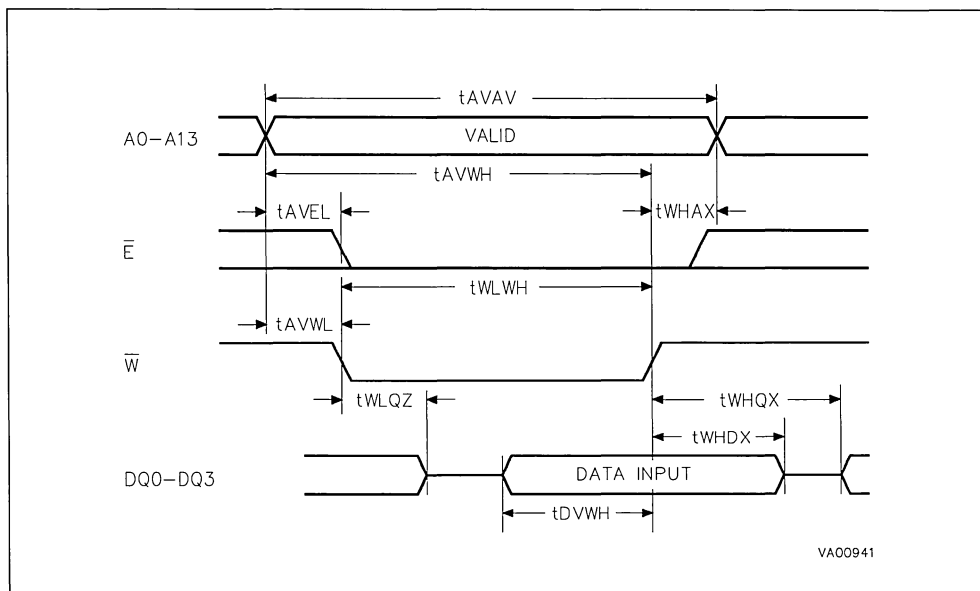 tAVAV
A0-A13
VALID
tAVWH
tAVEL
tWHAX
E̅
tWLWH
tAVWL
W̅
tWLQZ
tWHQX
tWHDX
DQ0-DQ3
DATA INPUT
tDVWH
VA00941